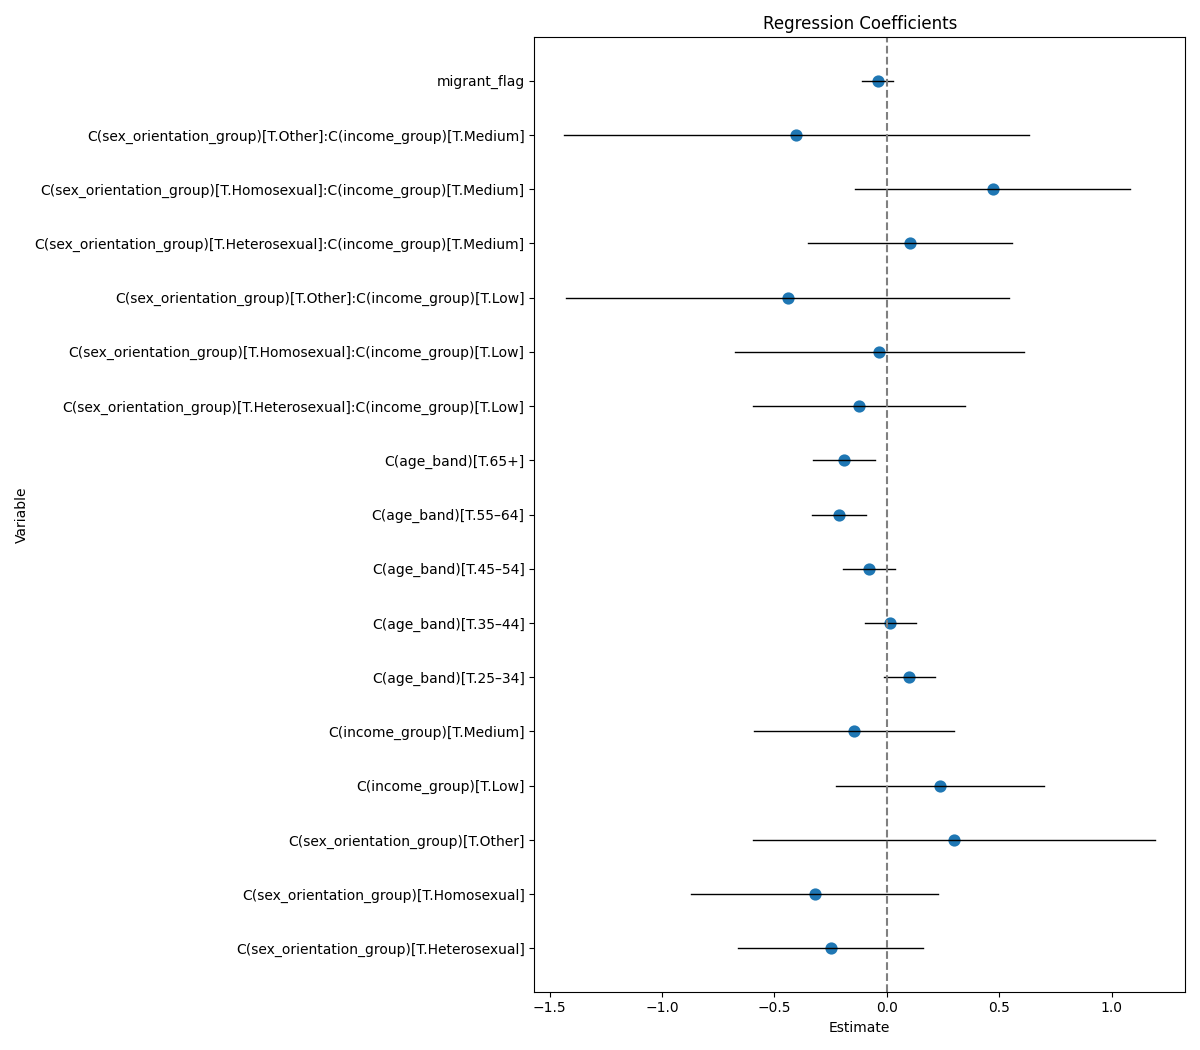 Regression Coefficients
migrant_flag
C(sex_orientation_group)[T.Other]:C(income_group)[T.Medium]
C(sex_orientation_group)[T.Homosexual]:C(income_group)[T.Medium]
C(sex_orientation_group)[T.Heterosexual]:C(income_group)[T.Medium]
C(sex_orientation_group)[T.Other]:C(income_group)[T.Low]
C(sex_orientation_group)[T.Homosexual]:C(income_group)[T.Low]
C(sex_orientation_group)[T.Heterosexual]:C(income_group)[T.Low]
C(age_band)[T.65+]
C(age_band)[T.55–64]
C(age_band)[T.45–54]
C(age_band)[T.35–44]
C(age_band)[T.25–34]
C(income_group)[T.Medium]
C(income_group)[T.Low]
C(sex_orientation_group)[T.Other]
C(sex_orientation_group)[T.Homosexual]
C(sex_orientation_group)[T.Heterosexual]
Variable
−1.5 −1.0 −0.5 0.0 0.5 1.0
Estimate